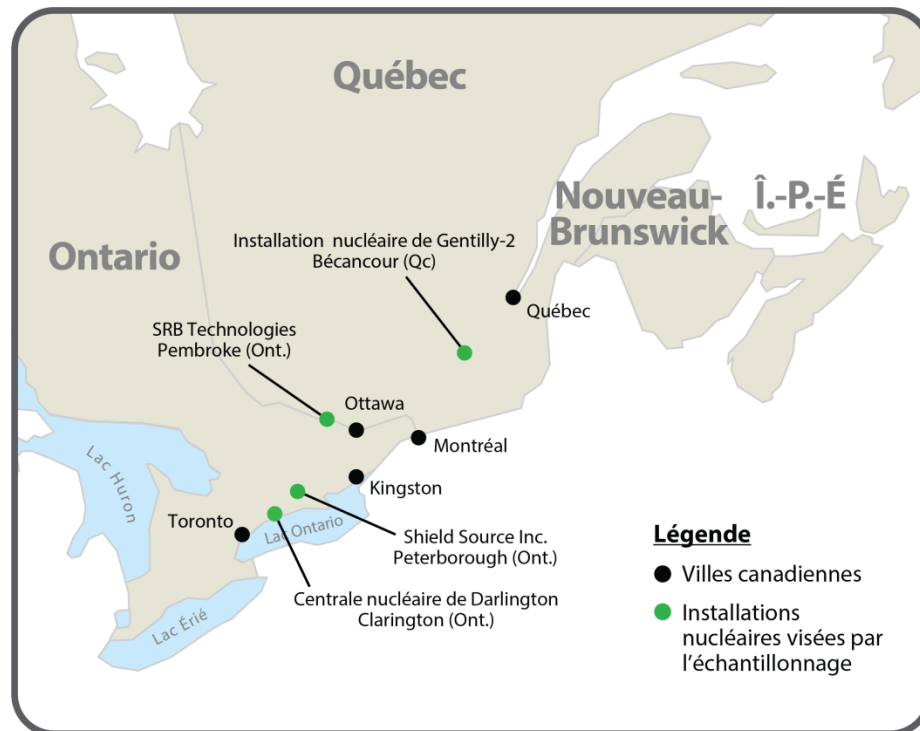 Québec
Nouveau-
Brunswick
Î.-P.-É
Ontario
Installation nucléaire de Gentilly-2
Bécancour (Qc)
Québec
SRB Technologies
Pembroke (Ont.)
Ottawa
Montréal
Lac Huron
Kingston
Toronto
Lac Ontario
Shield Source Inc.
Peterborough (Ont.)
Centrale nucléaire de Darlington
Clarington (Ont.)
Lac Érié
Légende
Villes canadiennes
Installations
nucléaires visées par
l'échantillonnage